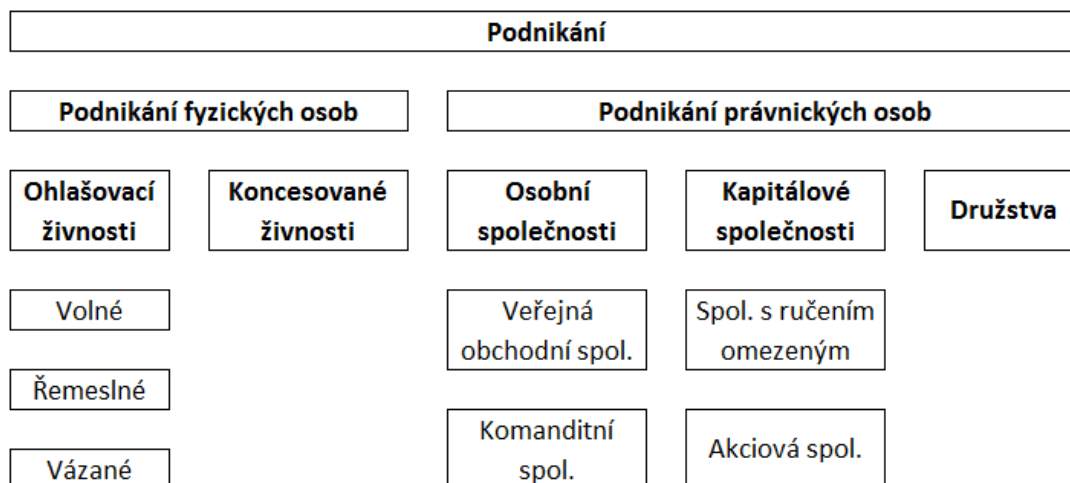 Podnikání
Podnikání fyzických osob
Podnikání právnických osob
Ohlašovací
živnosti
Koncesované
živnosti
Osobní
společnosti
Kapitálové
společnosti
Družstva
Volné
Řemeslné
Vázané
Veřejná
obchodní spol.
Komanditní
spol.
Spol. s ručením
omezeným
Akciová spol.